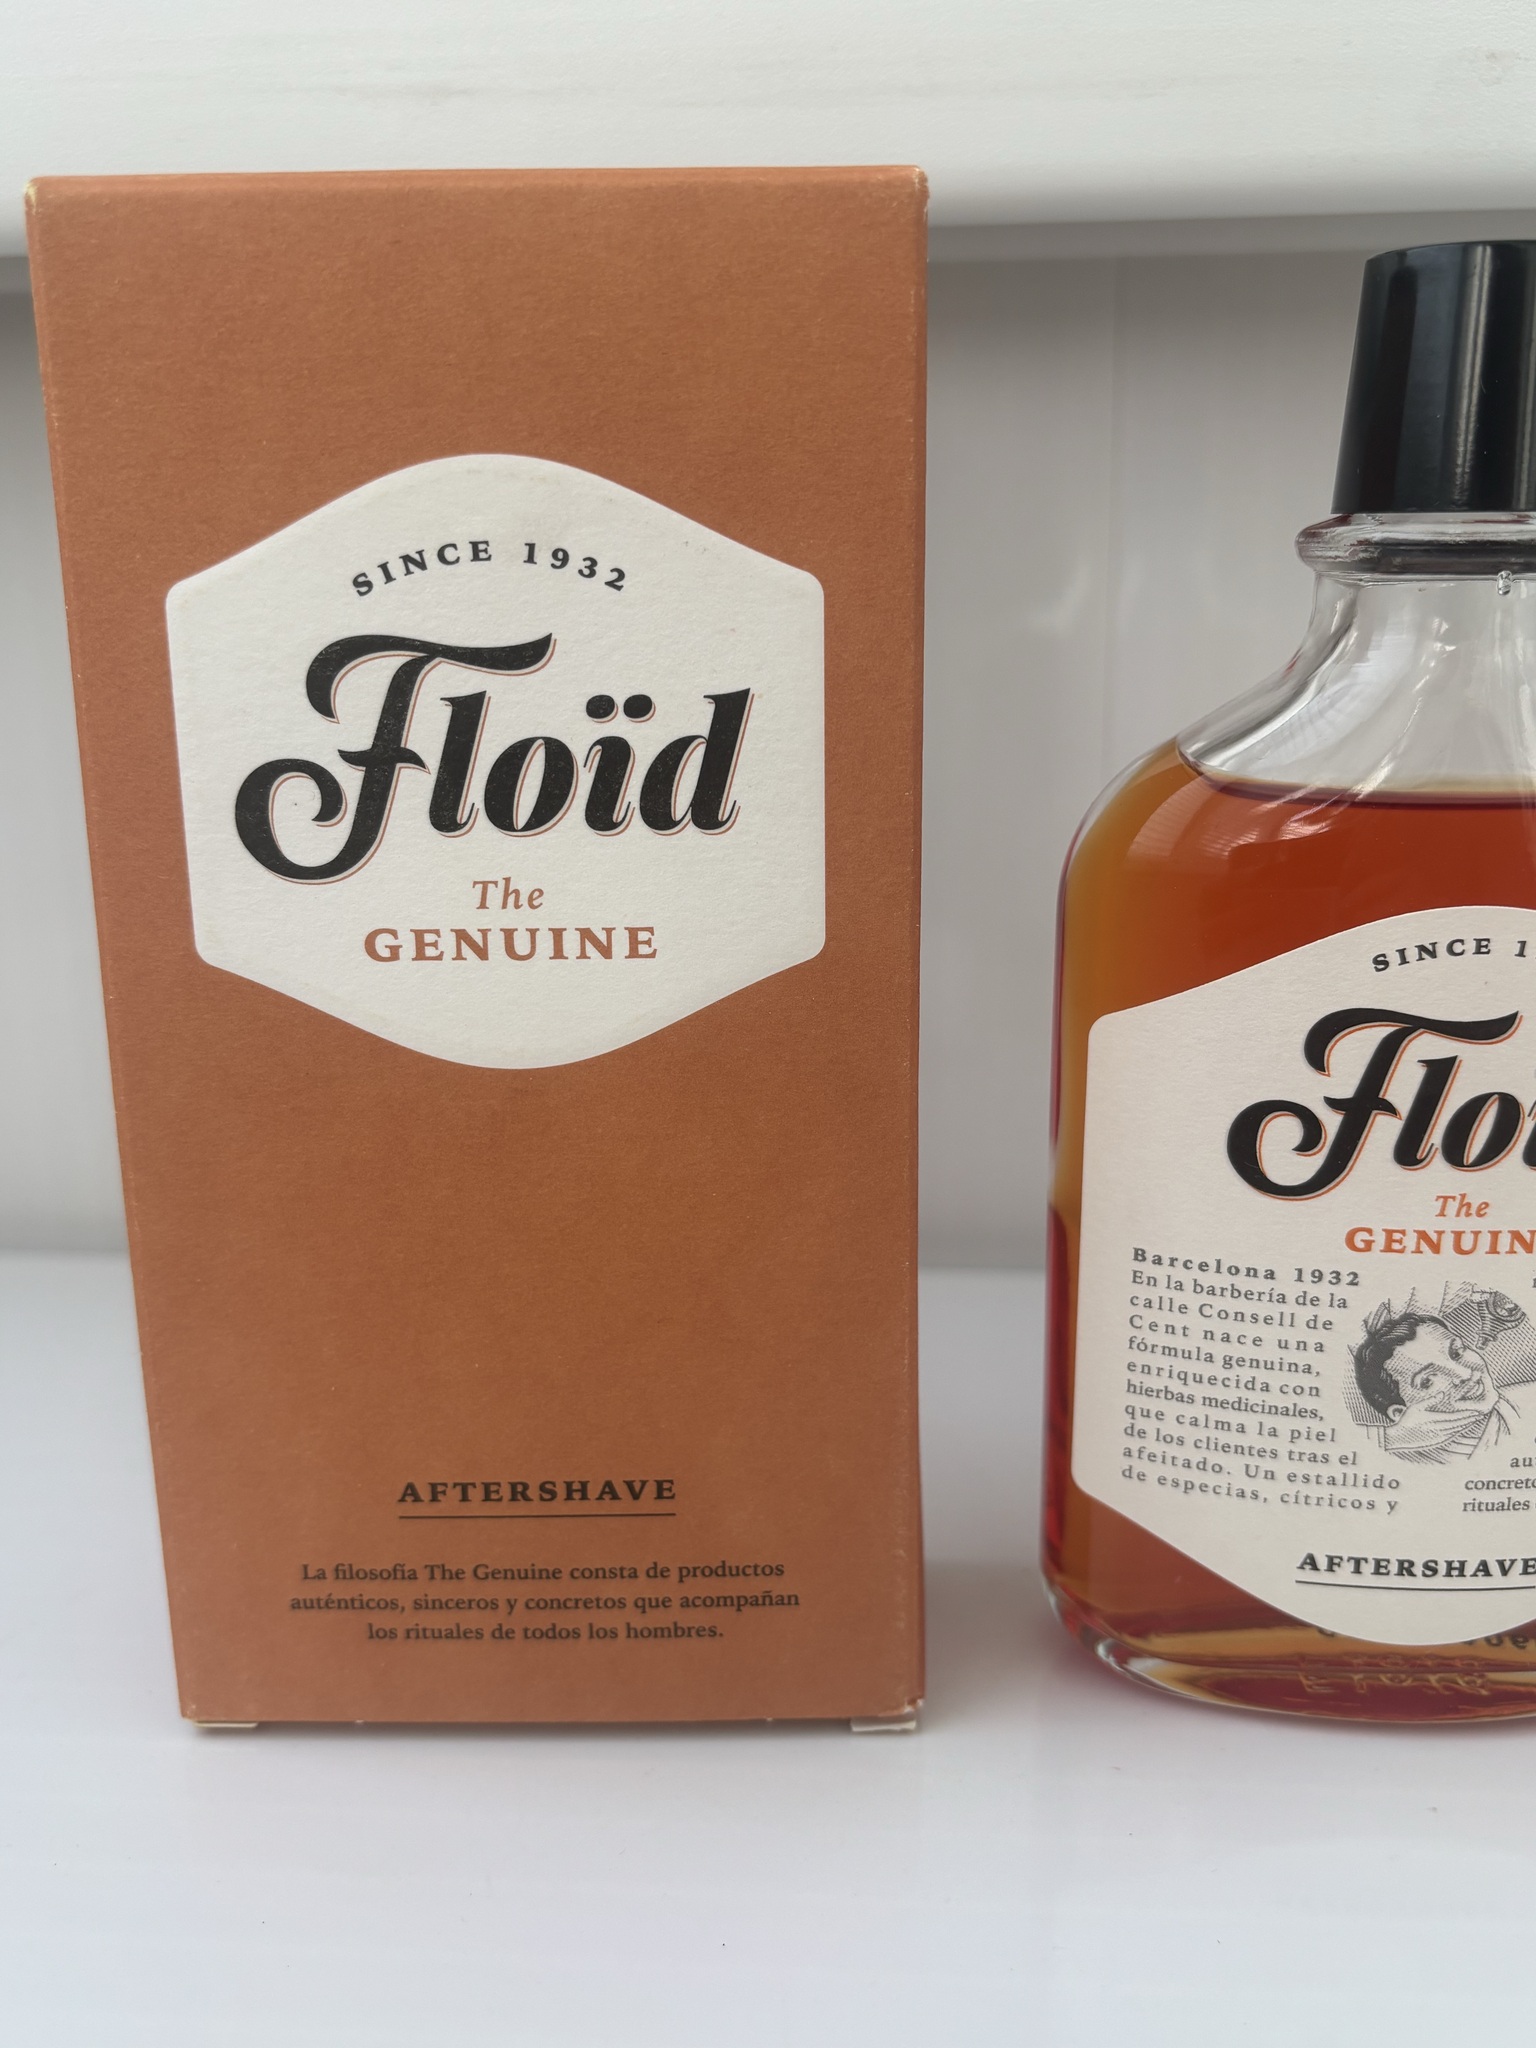 SINCE 1932
Floïd
The
GENUINE
AFTERSHAVE
La filosofía The Genuine consta de productos
auténticos, sinceros y concretos que acompañan
los rituales de todos los hombres.
SINCE 1
Flo
The
GENUIN
Barcelona 1932
En la barbería de la
calle Consell de
Cent nace una
fórmula genuina,
enriquecida con
hierbas medicinales,
que calma la piel
de los clientes tras el
afeitado. Un estallido
de especias, cítricos y
au
concreto
rituales
AFTERSHAVE